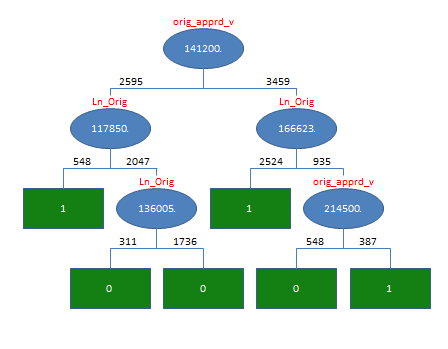 orig_apprd_v
141200.
2595 3459
Ln_Orig Ln_Orig
117850. 166623.
548 2047 2524 935
Ln_Orig orig_apprd_v
1 136005. 1 214500.
311 1736 548 387
0 0 0 1